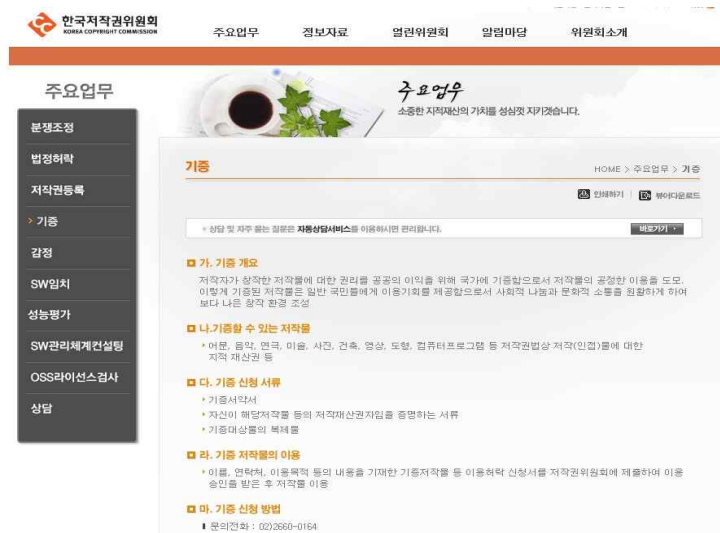 한국저작권위원회
KOREA COPYRIGHT COMMISSION
주요업무 정보자료 열린위원회 알림마당 위원회소개
주요업무
주요업무
소중한 지적재산의 가치를 성심껏 지키겠습니다.
분쟁조정
법정허락
저작권등록
> 기증
감정
SW임치
성능평가
SW관리체계컨설팅
OSS라이선스검사
상담
기증
HOME > 주요업무 > 기증
인쇄하기 | 뷰어다운로드
상담 및 자주 묻는 질문은 자동상담서비스를 이용하시면 편리합니다.
바로가기
가. 기증 개요
저작자가 창작한 저작물에 대한 권리를 공공의 이익을 위해 국가에 기증함으로서 저작물의 공정한 이용을 도모.
이렇게 기증된 저작물은 일반 국민들에게 이용기회를 제공함으로서 사회적 나눔과 문화적 소통을 원활하게 하여
보다 나은 창작 환경 조성
나.기증할 수 있는 저작물
어문, 음악, 연극, 미술, 사진, 건축, 영상, 도형, 컴퓨터프로그램 등 저작권법상 저작(인접)물에 대한
지적 재산권 등
다. 기증 신청 서류
기증서약서
자신이 해당저작물 등의 저작재산권자임을 증명하는 서류
기증대상물의 복제물
라. 기증 저작물의 이용
이름, 연락처, 이용목적 등의 내용을 기재한 기증저작물 등 이용허락 신청서를 저작권위원회에 제출하여 이용
승인을 받은 후 저작물 이용
마. 기증 신청 방법
문의전화 : 02)2660-0164